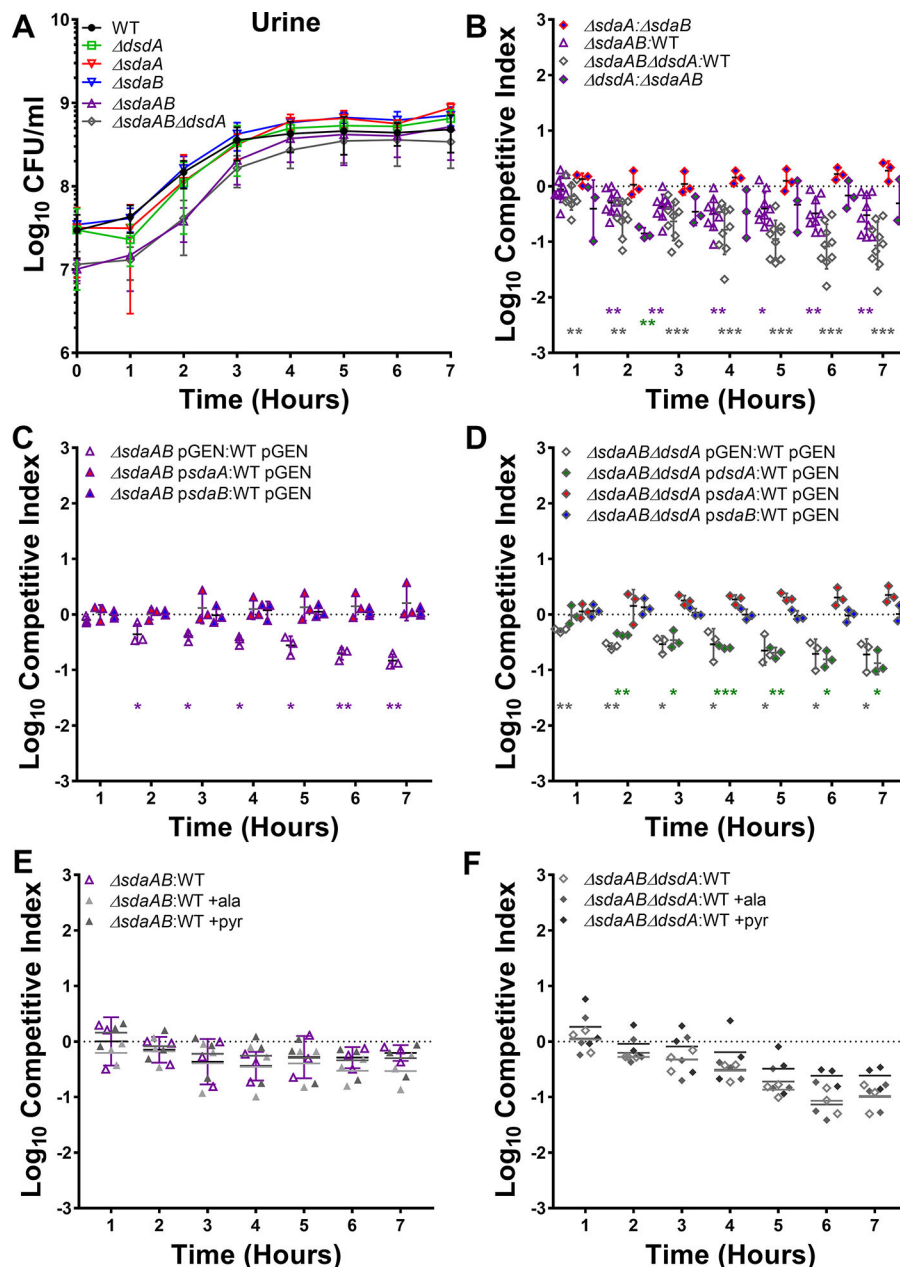 A
Urine
WT
ΔdsdA
ΔsdaA
ΔsdaB
ΔsdaAB
ΔsdaABΔdsdA
Log10 CFU/ml
10
9
8
7
6
0 1 2 3 4 5 6 7
Time (Hours)
B
ΔsdaA:ΔsdaB
ΔsdaAB:WT
ΔsdaABΔdsdA:WT
ΔdsdA:ΔsdaAB
Log10 Competitive Index
3
2
1
0
-1
-2
-3
** ** ** * ** **
**
** ** *** *** *** *** ***
1 2 3 4 5 6 7
Time (Hours)
C
ΔsdaAB pGEN:WT pGEN
ΔsdaAB psdaA:WT pGEN
ΔsdaAB psdaB:WT pGEN
Log10 Competitive Index
3
2
1
0
-1
-2
-3
* * * * ** **
1 2 3 4 5 6 7
Time (Hours)
D
ΔsdaABΔdsdA pGEN:WT pGEN
ΔsdaABΔdsdA pdsdA:WT pGEN
ΔsdaABΔdsdA psdaA:WT pGEN
ΔsdaABΔdsdA psdaB:WT pGEN
Log10 Competitive Index
3
2
1
0
-1
-2
-3
** * *** ** * *
** ** * * * * *
1 2 3 4 5 6 7
Time (Hours)
E
ΔsdaAB:WT
ΔsdaAB:WT +ala
ΔsdaAB:WT +pyr
Log10 Competitive Index
3
2
1
0
-1
-2
-3
1 2 3 4 5 6 7
Time (Hours)
F
ΔsdaABΔdsdA:WT
ΔsdaABΔdsdA:WT +ala
ΔsdaABΔdsdA:WT +pyr
Log10 Competitive Index
3
2
1
0
-1
-2
-3
1 2 3 4 5 6 7
Time (Hours)